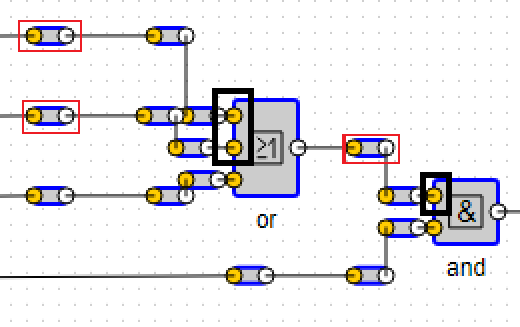 ≥1
&
or
and